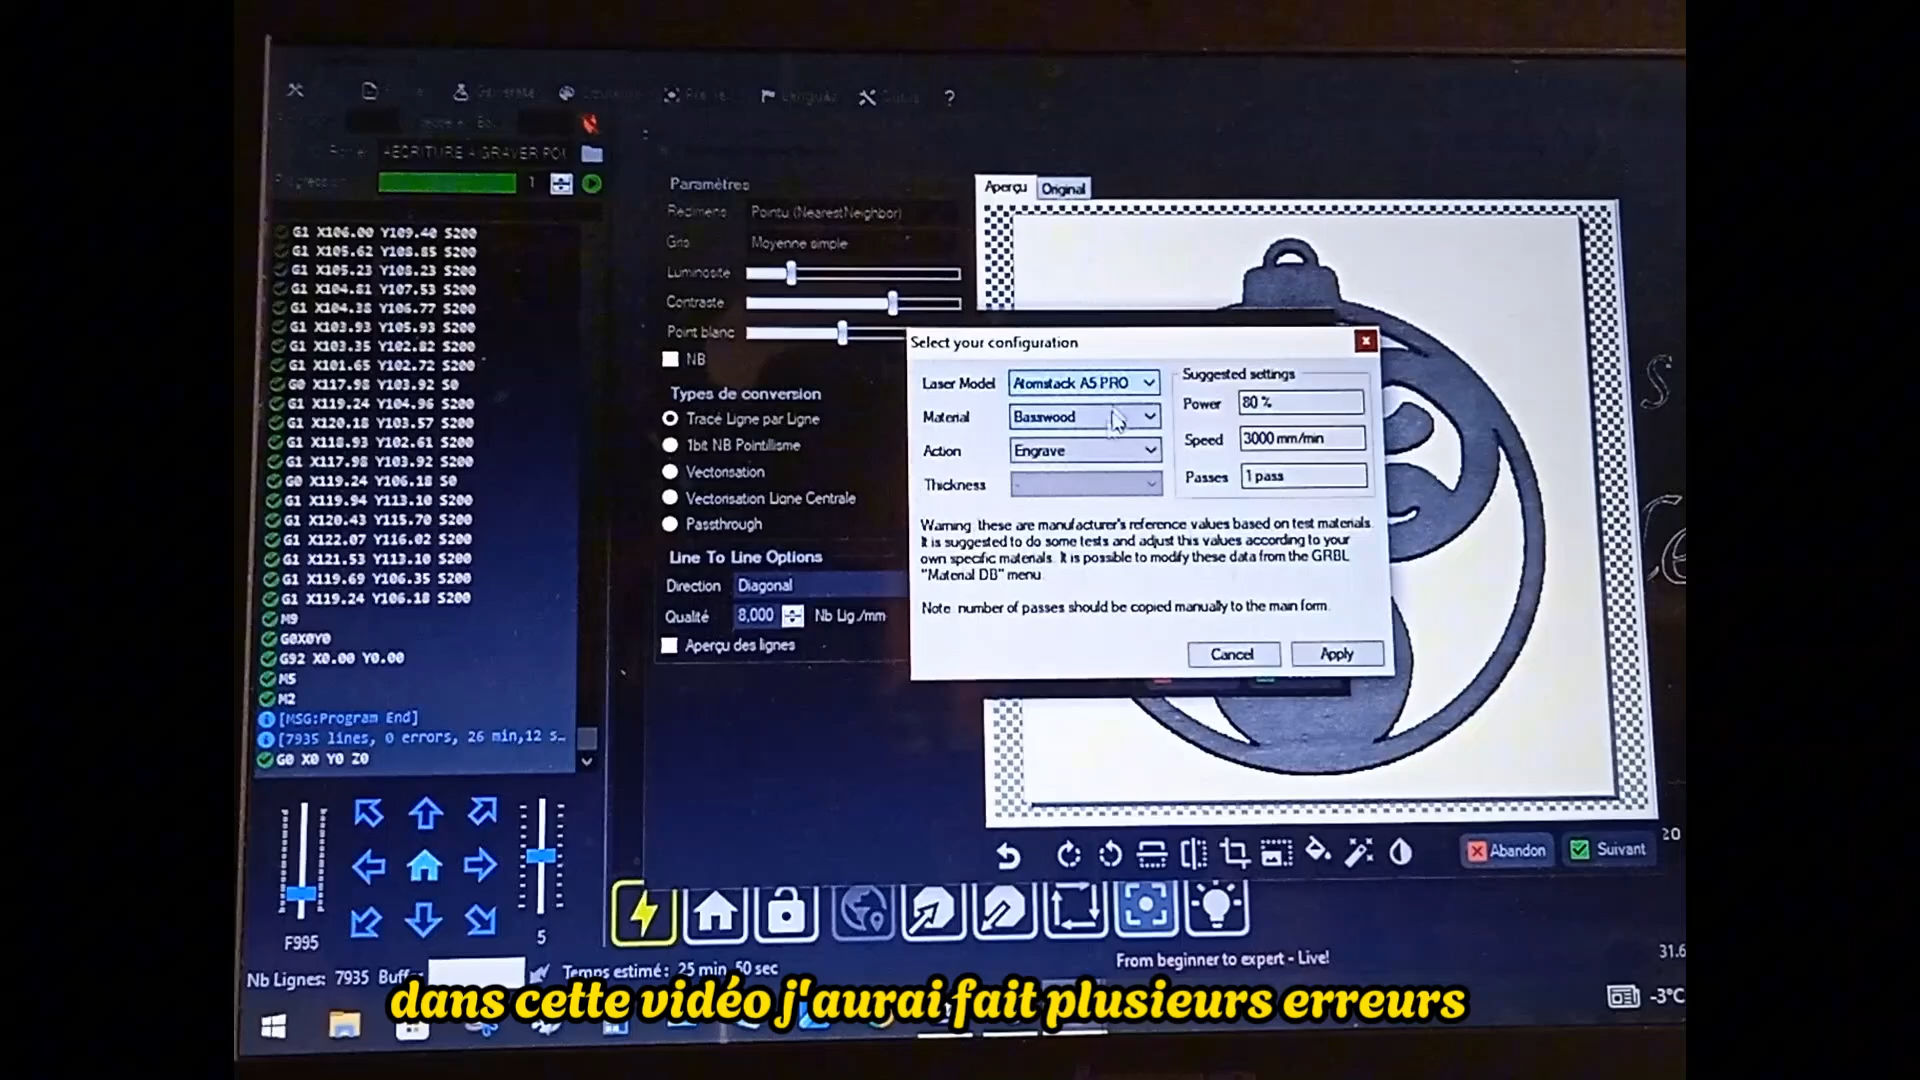 ?
AECRITURE A GRAVER POU
1
G1 X106.00 Y109.40 S200
G1 X105.62 Y108.85 S200
G1 X105.23 Y108.23 S200
G1 X104.81 Y107.53 S200
G1 X104.38 Y106.77 S200
G1 X103.93 Y105.93 S200
G1 X103.35 Y102.82 S200
G1 X101.65 Y102.72 S200
G0 X117.98 Y103.92 S0
G1 X119.24 Y104.96 S200
G1 X120.18 Y103.57 S200
G1 X118.93 Y102.61 S200
G1 X117.98 Y103.92 S200
G0 X119.24 Y106.18 S0
G1 X119.94 Y113.10 S200
G1 X120.43 Y115.70 S200
G1 X122.07 Y116.02 S200
G1 X121.53 Y113.10 S200
G1 X119.69 Y106.35 S200
G1 X119.24 Y106.18 S200
M9
G0X0Y0
G92 X0.00 Y0.00
M5
M2
[MSG:Program End]
[7935 lines, 0 errors, 26 min,12 s...
G0 X0 Y0 Z0
F995
5
Nb Lignes: 7935 Buffer
Temps estimé : 25 min, 50 sec
Paramètres
Redimens Pointu (NearestNeighbor)
Gris Moyenne simple
Luminosité
Contraste
Point blanc
NB
Types de conversion
Tracé Ligne par Ligne
1bit NB Pointillisme
Vectorisation
Vectorisation Ligne Centrale
Passthrough
Line To Line Options
Direction Diagonal
Qualité 8,000 Nb Lig./mm
Aperçu des lignes
Aperçu Original
Select your configuration
Laser Model Atomstack A5 PRO
Material Basswood
Action Engrave
Thickness -
Suggested settings
Power 80 %
Speed 3000 mm/min
Passes 1 pass
Warning: these are manufacturer's reference values based on test materials.
It is suggested to do some tests and adjust this values according to your
own specific materials. It is possible to modify these data from the GRBL
"Material DB" menu.
Note: number of passes should be copied manually to the main form.
Cancel Apply
Abandon Suivant
20
From beginner to expert - Live!
31.6
-3°C
dans cette vidéo j'aurai fait plusieurs erreurs